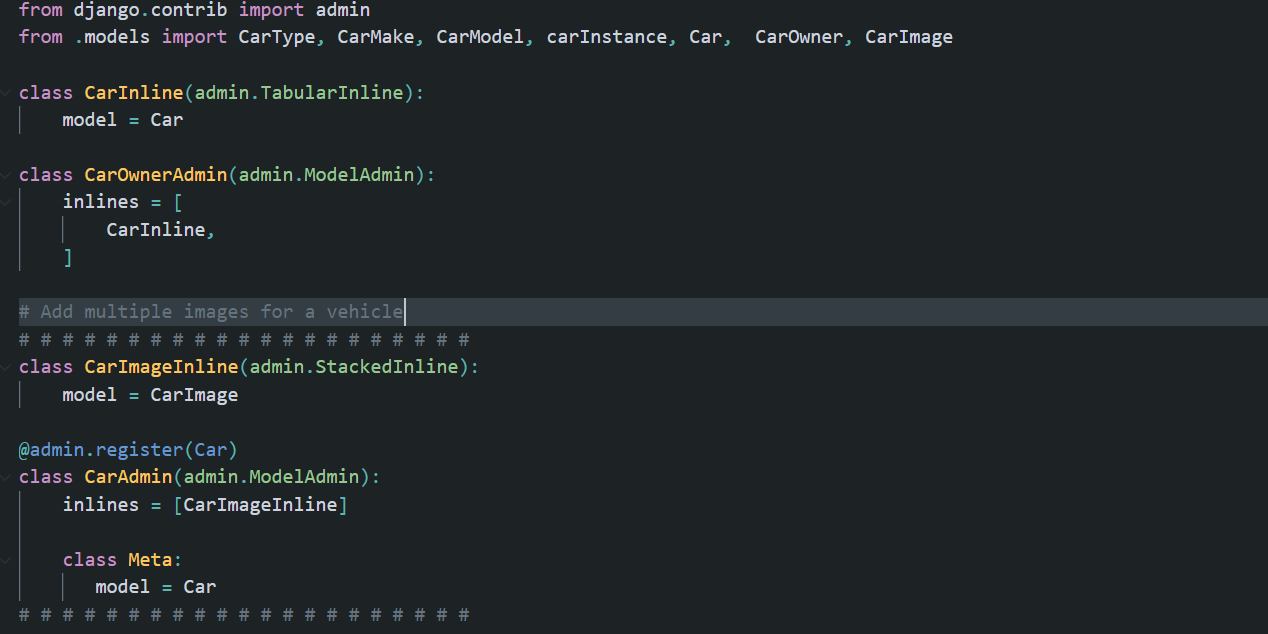 from django.contrib import admin
from .models import CarType, CarMake, CarModel, carInstance, Car,  CarOwner, CarImage
class CarInline(admin.TabularInline):
    model = Car
class CarOwnerAdmin(admin.ModelAdmin):
    inlines = [
        CarInline,
    ]
# Add multiple images for a vehicle
# # # # # # # # # # # # # # # # # # # # #
class CarImageInline(admin.StackedInline):
    model = CarImage
@admin.register(Car)
class CarAdmin(admin.ModelAdmin):
    inlines = [CarImageInline]
    class Meta:
       model = Car
# # # # # # # # # # # # # # # # # # # # #